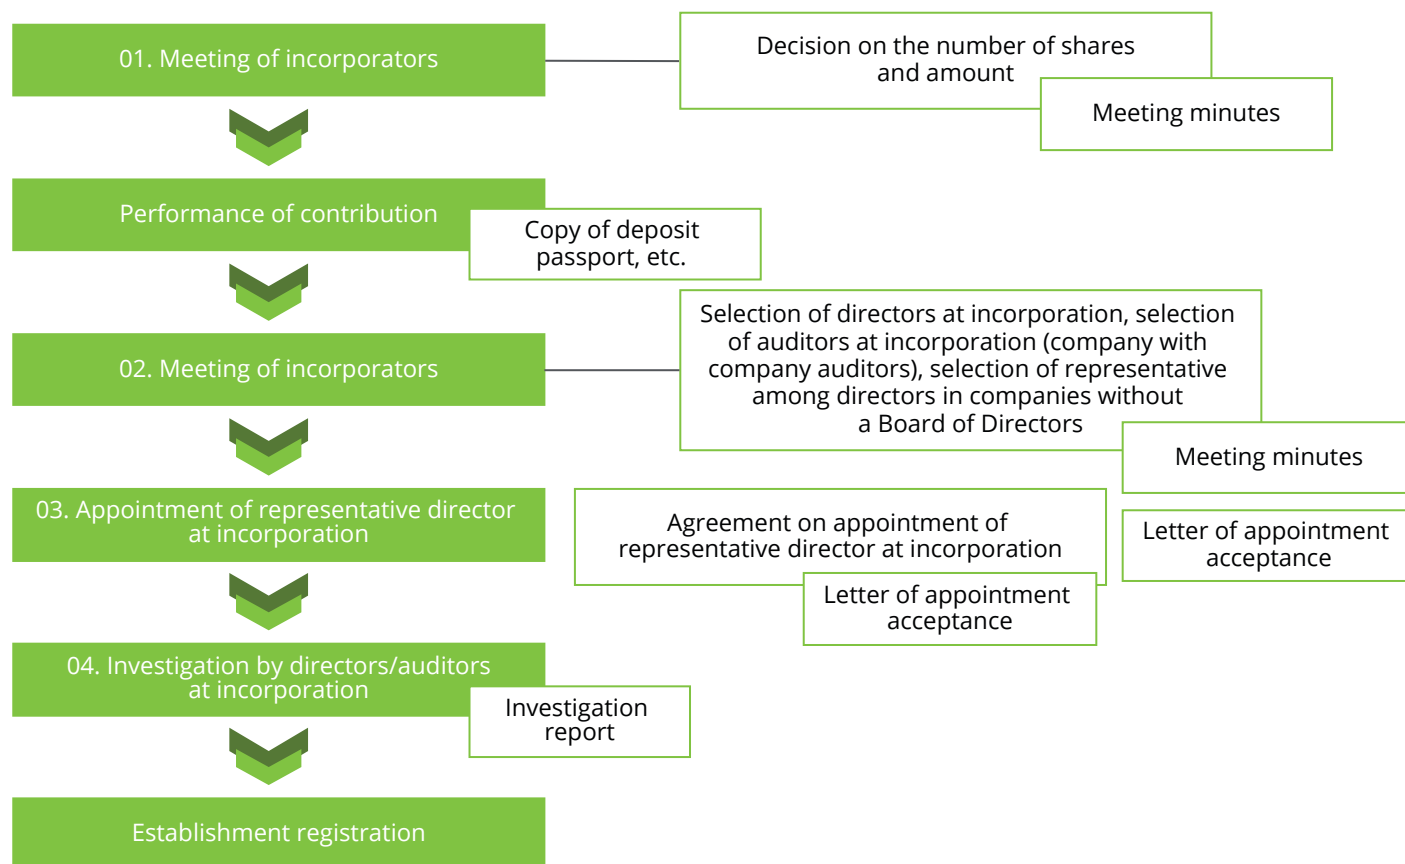 01. Meeting of incorporators
Decision on the number of shares
and amount
Meeting minutes
Performance of contribution
Copy of deposit
passport, etc.
02. Meeting of incorporators
Selection of directors at incorporation, selection
of auditors at incorporation (company with
company auditors), selection of representative
among directors in companies without
a Board of Directors
Meeting minutes
03. Appointment of representative director
at incorporation
Agreement on appointment of
representative director at incorporation
Letter of appointment
acceptance
Letter of appointment
acceptance
04. Investigation by directors/auditors
at incorporation
Investigation
report
Establishment registration